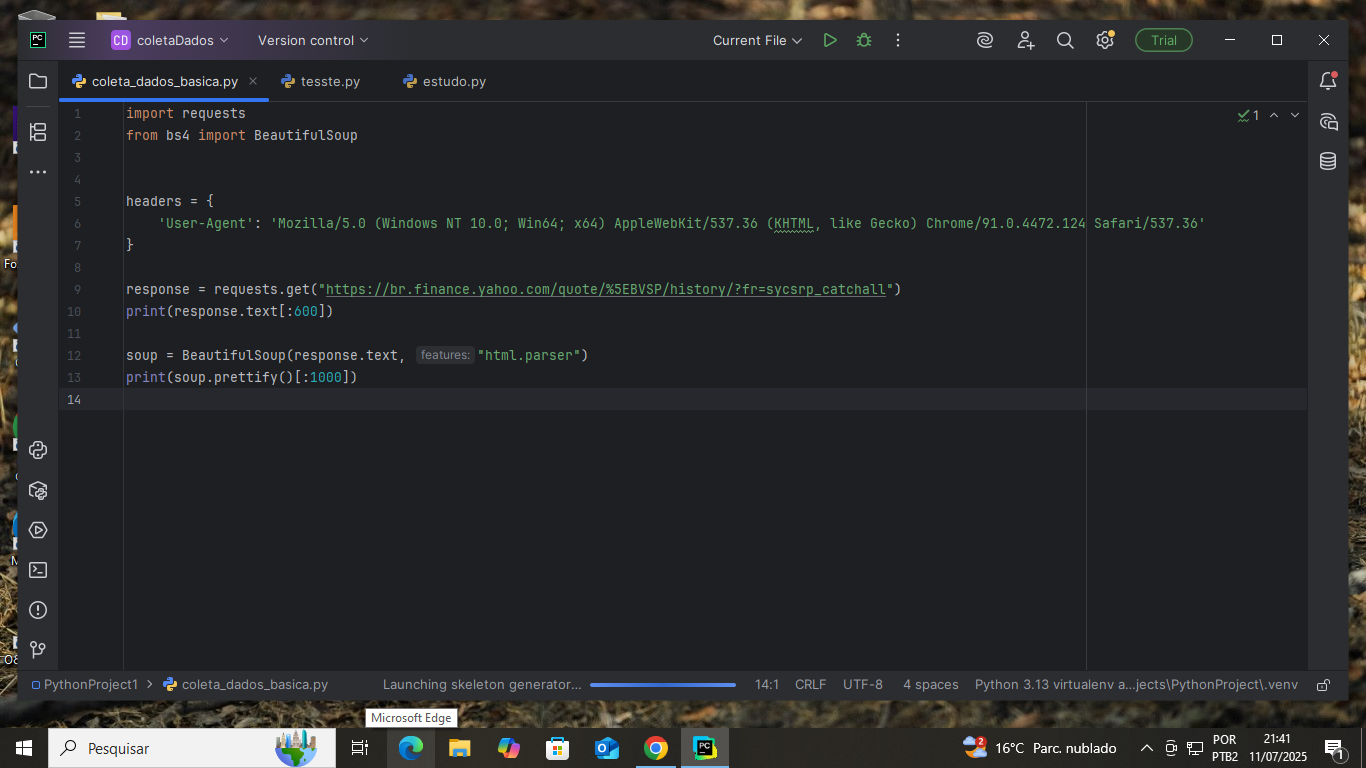 PC
CD coletaDados
Version control
Current File
Trial
coleta_dados_basica.py
tesste.py
estudo.py
1 import requests
2 from bs4 import BeautifulSoup
3
4
5 headers = {
6 'User-Agent': 'Mozilla/5.0 (Windows NT 10.0; Win64; x64) AppleWebKit/537.36 (KHTML, like Gecko) Chrome/91.0.4472.124 Safari/537.36'
7 }
8
9 response = requests.get("https://br.finance.yahoo.com/quote/%5EBVSP/history/?fr=sycsrp_catchall")
10 print(response.text[:600])
11
12 soup = BeautifulSoup(response.text, features: "html.parser")
13 print(soup.prettify()[:1000])
14
1
Fo
PythonProject1 > coleta_dados_basica.py
Launching skeleton generator...
14:1 CRLF UTF-8 4 spaces Python 3.13 virtualenv a...jects\PythonProject\.venv
Microsoft Edge
Pesquisar
PC
2
16°C Parc. nublado
POR
PTB2
21:41
11/07/2025
1